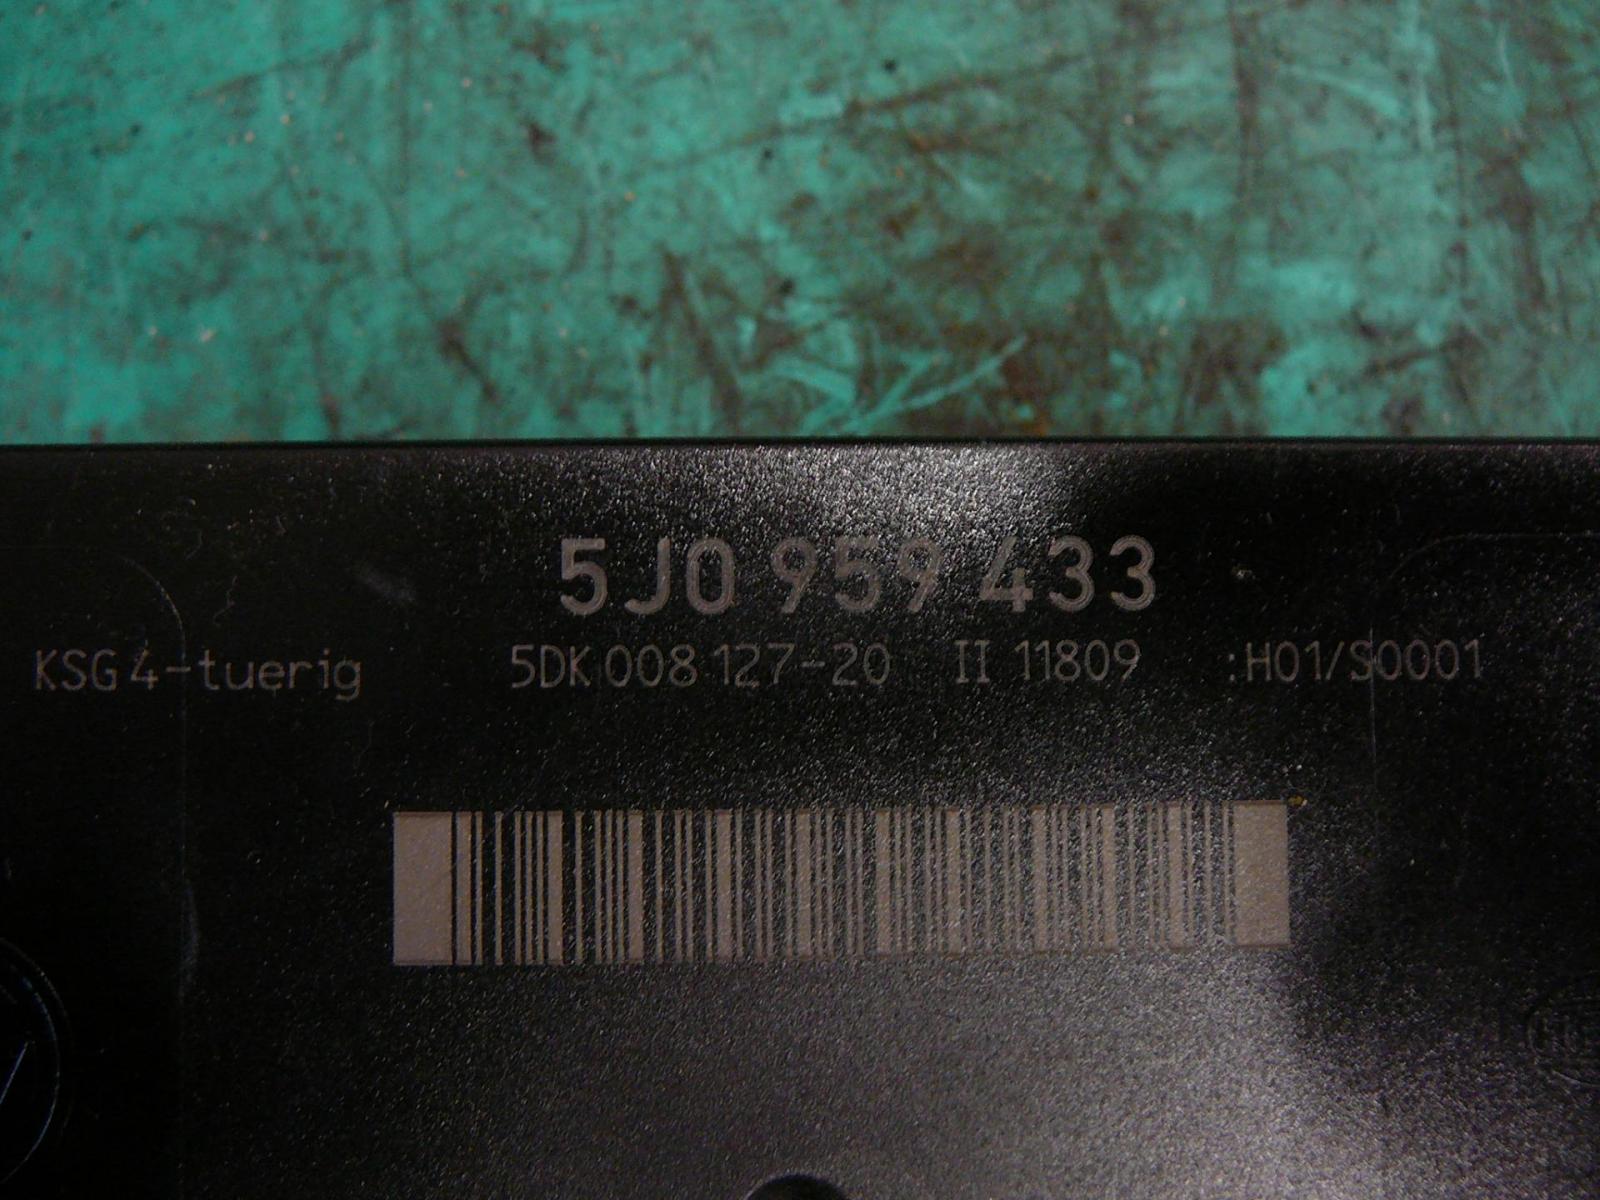 5J0 959 433
KSG 4-tuerig 5DK 008 127-20 II 11809 :H01/S0001